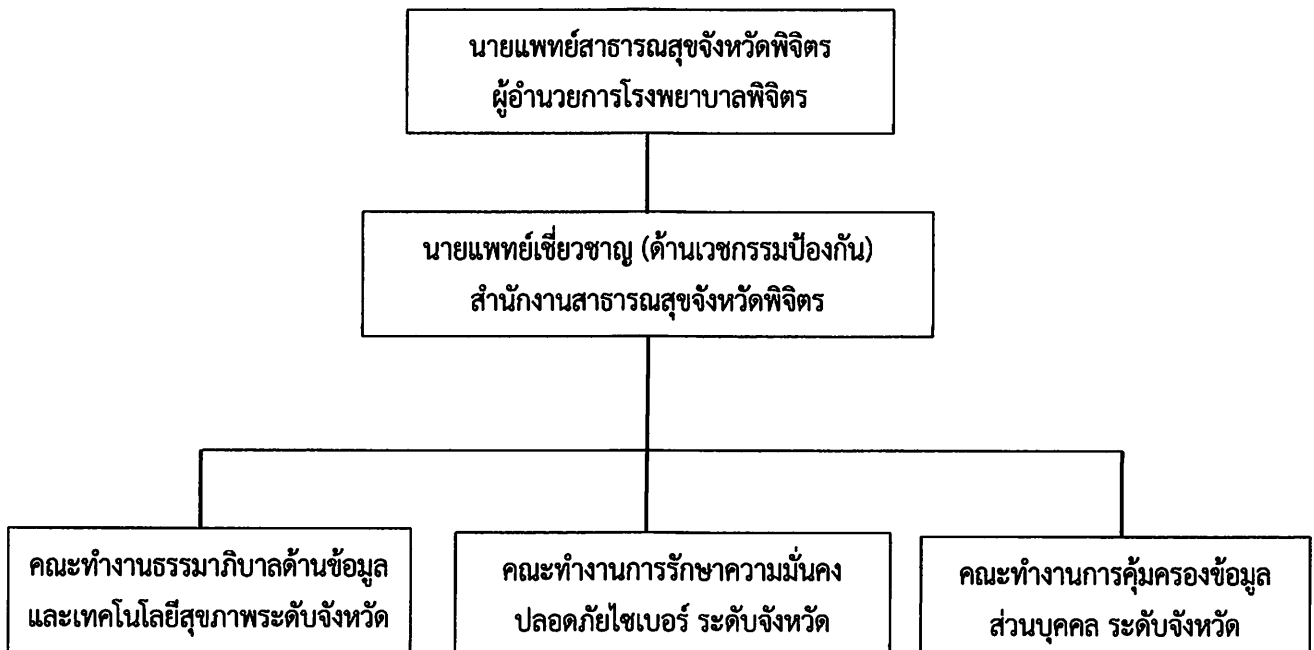 นายแพทย์สาธารณสุขจังหวัดพิจิตร
ผู้อำนวยการโรงพยาบาลพิจิตร
นายแพทย์เชี่ยวชาญ (ด้านเวชกรรมป้องกัน)
สำนักงานสาธารณสุขจังหวัดพิจิตร
คณะทำงานธรรมาภิบาลด้านข้อมูล
และเทคโนโลยีสุขภาพระดับจังหวัด
คณะทำงานการรักษาความมั่นคง
ปลอดภัยไซเบอร์ ระดับจังหวัด
คณะทำงานการคุ้มครองข้อมูล
ส่วนบุคคล ระดับจังหวัด